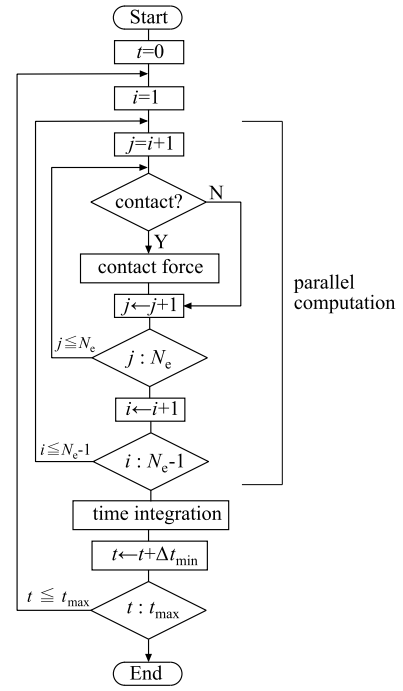 Start
t=0
i=1
j=i+1
contact?
N
Y
contact force
parallel
computation
j←j+1
j≦Ne
j : Ne
i←i+1
i≦Ne-1
i : Ne-1
time integration
t←t+Δtmin
t ≦ tmax
t : tmax
End